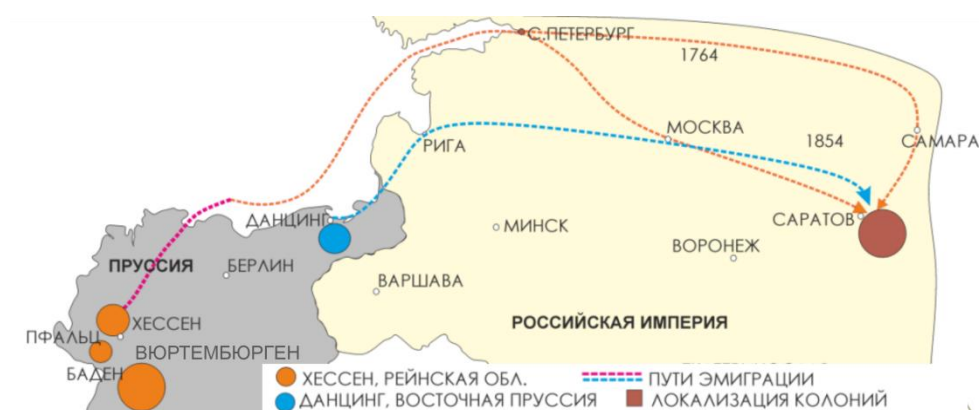 С.ПЕТЕРБУРГ
1764
МОСКВА
1854
САМАРА
РИГА
ДАНЦИНГ
МИНСК
САРАТОВ
ВОРОНЕЖ
ПРУССИЯ
БЕРЛИН
ВАРШАВА
ХЕССЕН
РОССИЙСКАЯ ИМПЕРИЯ
ПФАЛЬЦ
ВЮРТЕМБЮРГЕН
БАДЕН
ХЕССЕН, РЕЙНСКАЯ ОБЛ.
ПУТИ ЭМИГРАЦИИ
ДАНЦИНГ, ВОСТОЧНАЯ ПРУССИЯ
ЛОКАЛИЗАЦИЯ КОЛОНИЙ